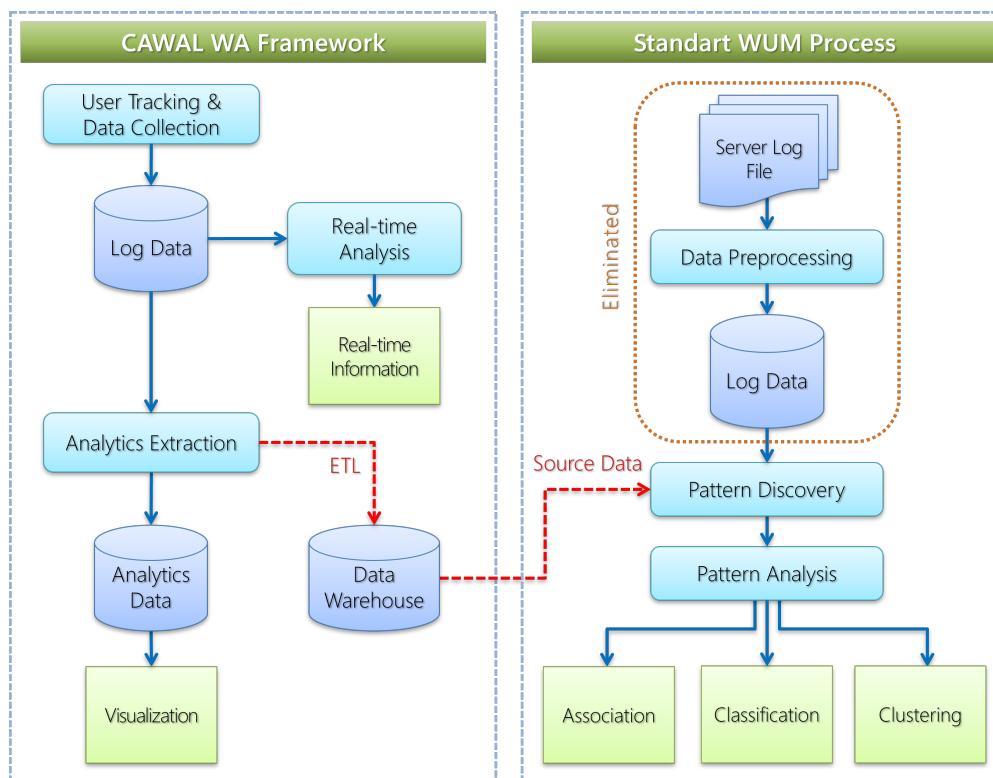 CAWAL WA Framework
User Tracking &
Data Collection
Log Data
Real-time
Analysis
Real-time
Information
Analytics Extraction
ETL
Analytics
Data
Data
Warehouse
Visualization
Standart WUM Process
Server Log
File
Eliminated
Data Preprocessing
Log Data
Source Data
Pattern Discovery
Pattern Analysis
Association
Classification
Clustering